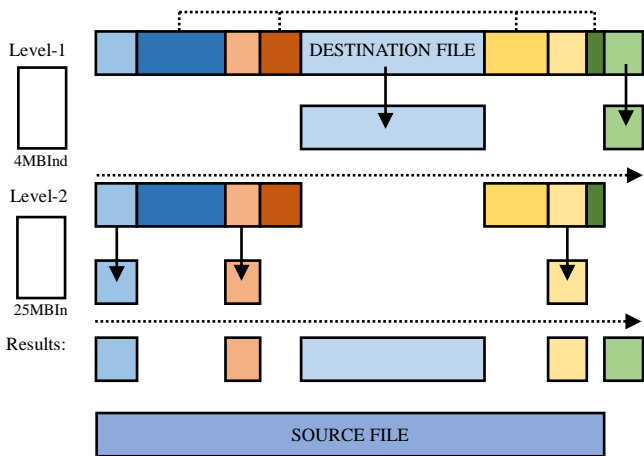 Level-1
DESTINATION FILE
4MBInd
Level-2
25MBIn
Results:
SOURCE FILE